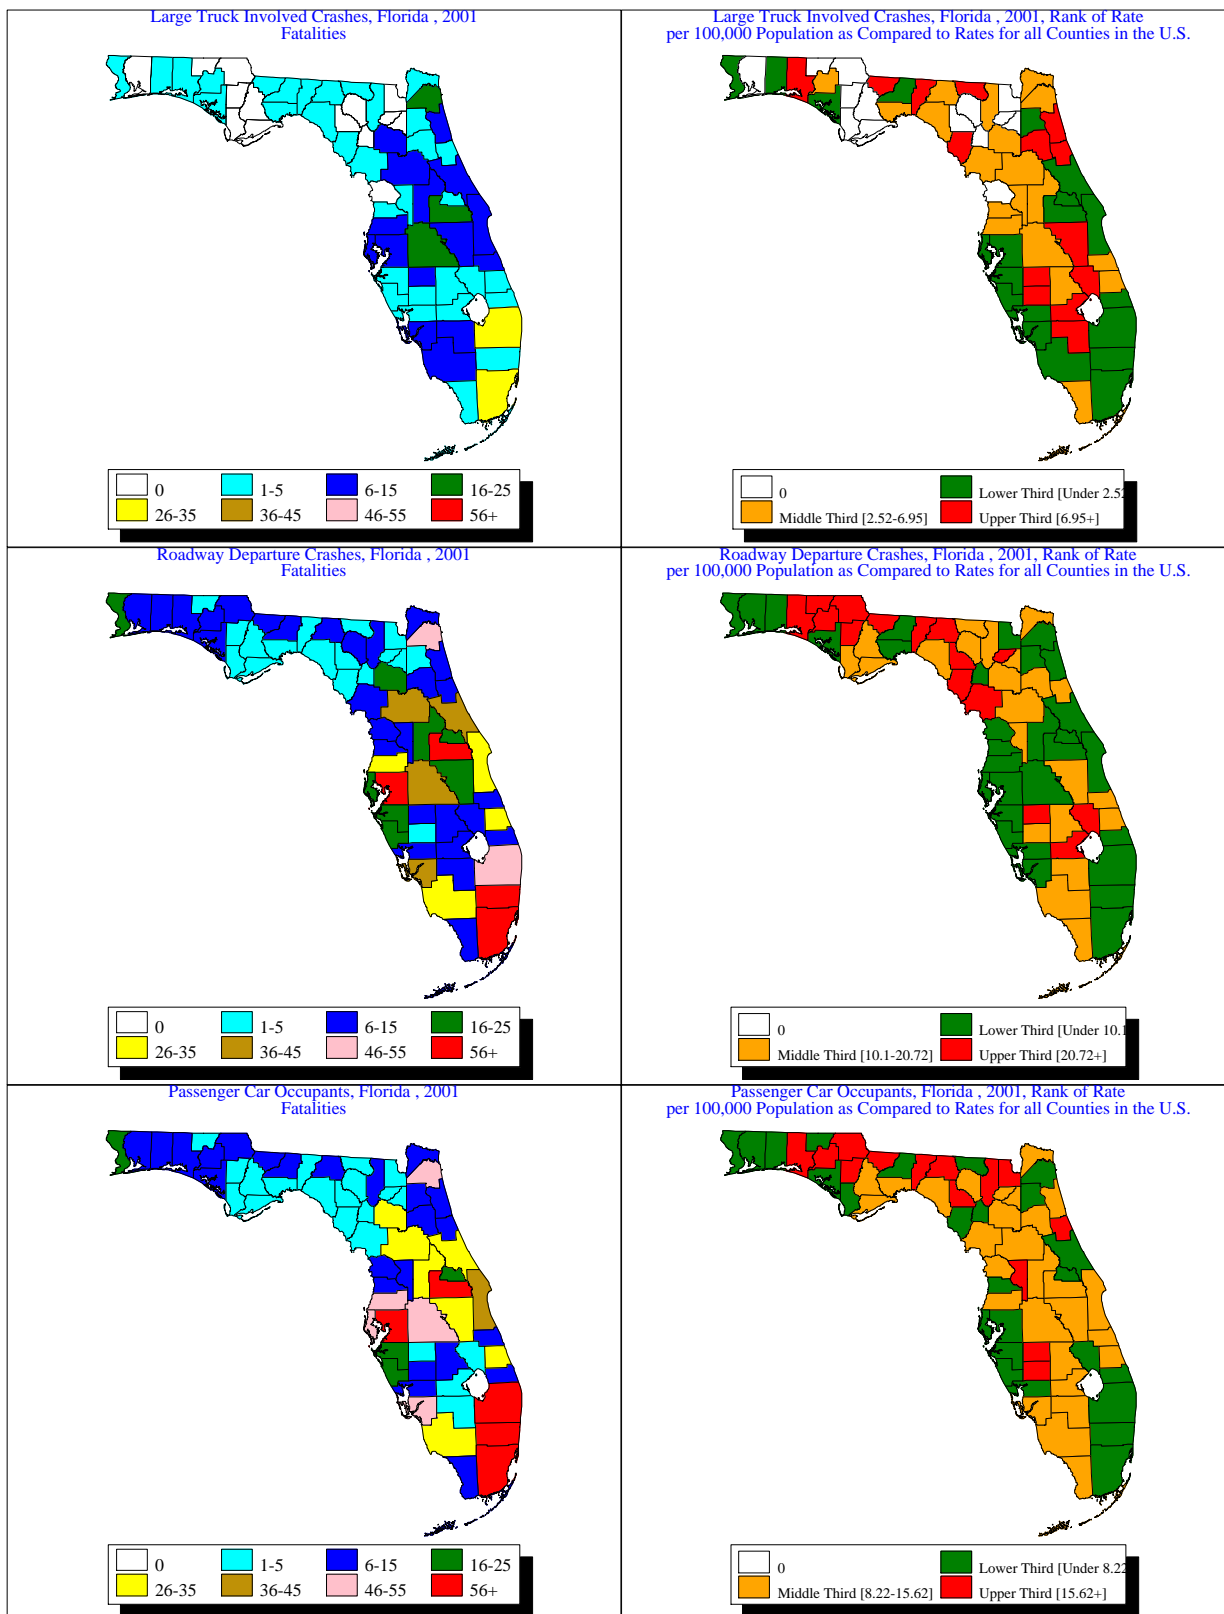 Large Truck Involved Crashes, Florida , 2001
Fatalities
0
1-5
6-15
16-25
26-35
36-45
46-55
56+
Large Truck Involved Crashes, Florida , 2001, Rank of Rate
per 100,000 Population as Compared to Rates for all Counties in the U.S.
0
Lower Third [Under 2.52
Middle Third [2.52-6.95]
Upper Third [6.95+]
Roadway Departure Crashes, Florida , 2001
Fatalities
0
1-5
6-15
16-25
26-35
36-45
46-55
56+
Roadway Departure Crashes, Florida , 2001, Rank of Rate
per 100,000 Population as Compared to Rates for all Counties in the U.S.
0
Lower Third [Under 10.1
Middle Third [10.1-20.72]
Upper Third [20.72+]
Passenger Car Occupants, Florida , 2001
Fatalities
0
1-5
6-15
16-25
26-35
36-45
46-55
56+
Passenger Car Occupants, Florida , 2001, Rank of Rate
per 100,000 Population as Compared to Rates for all Counties in the U.S.
0
Lower Third [Under 8.22
Middle Third [8.22-15.62]
Upper Third [15.62+]